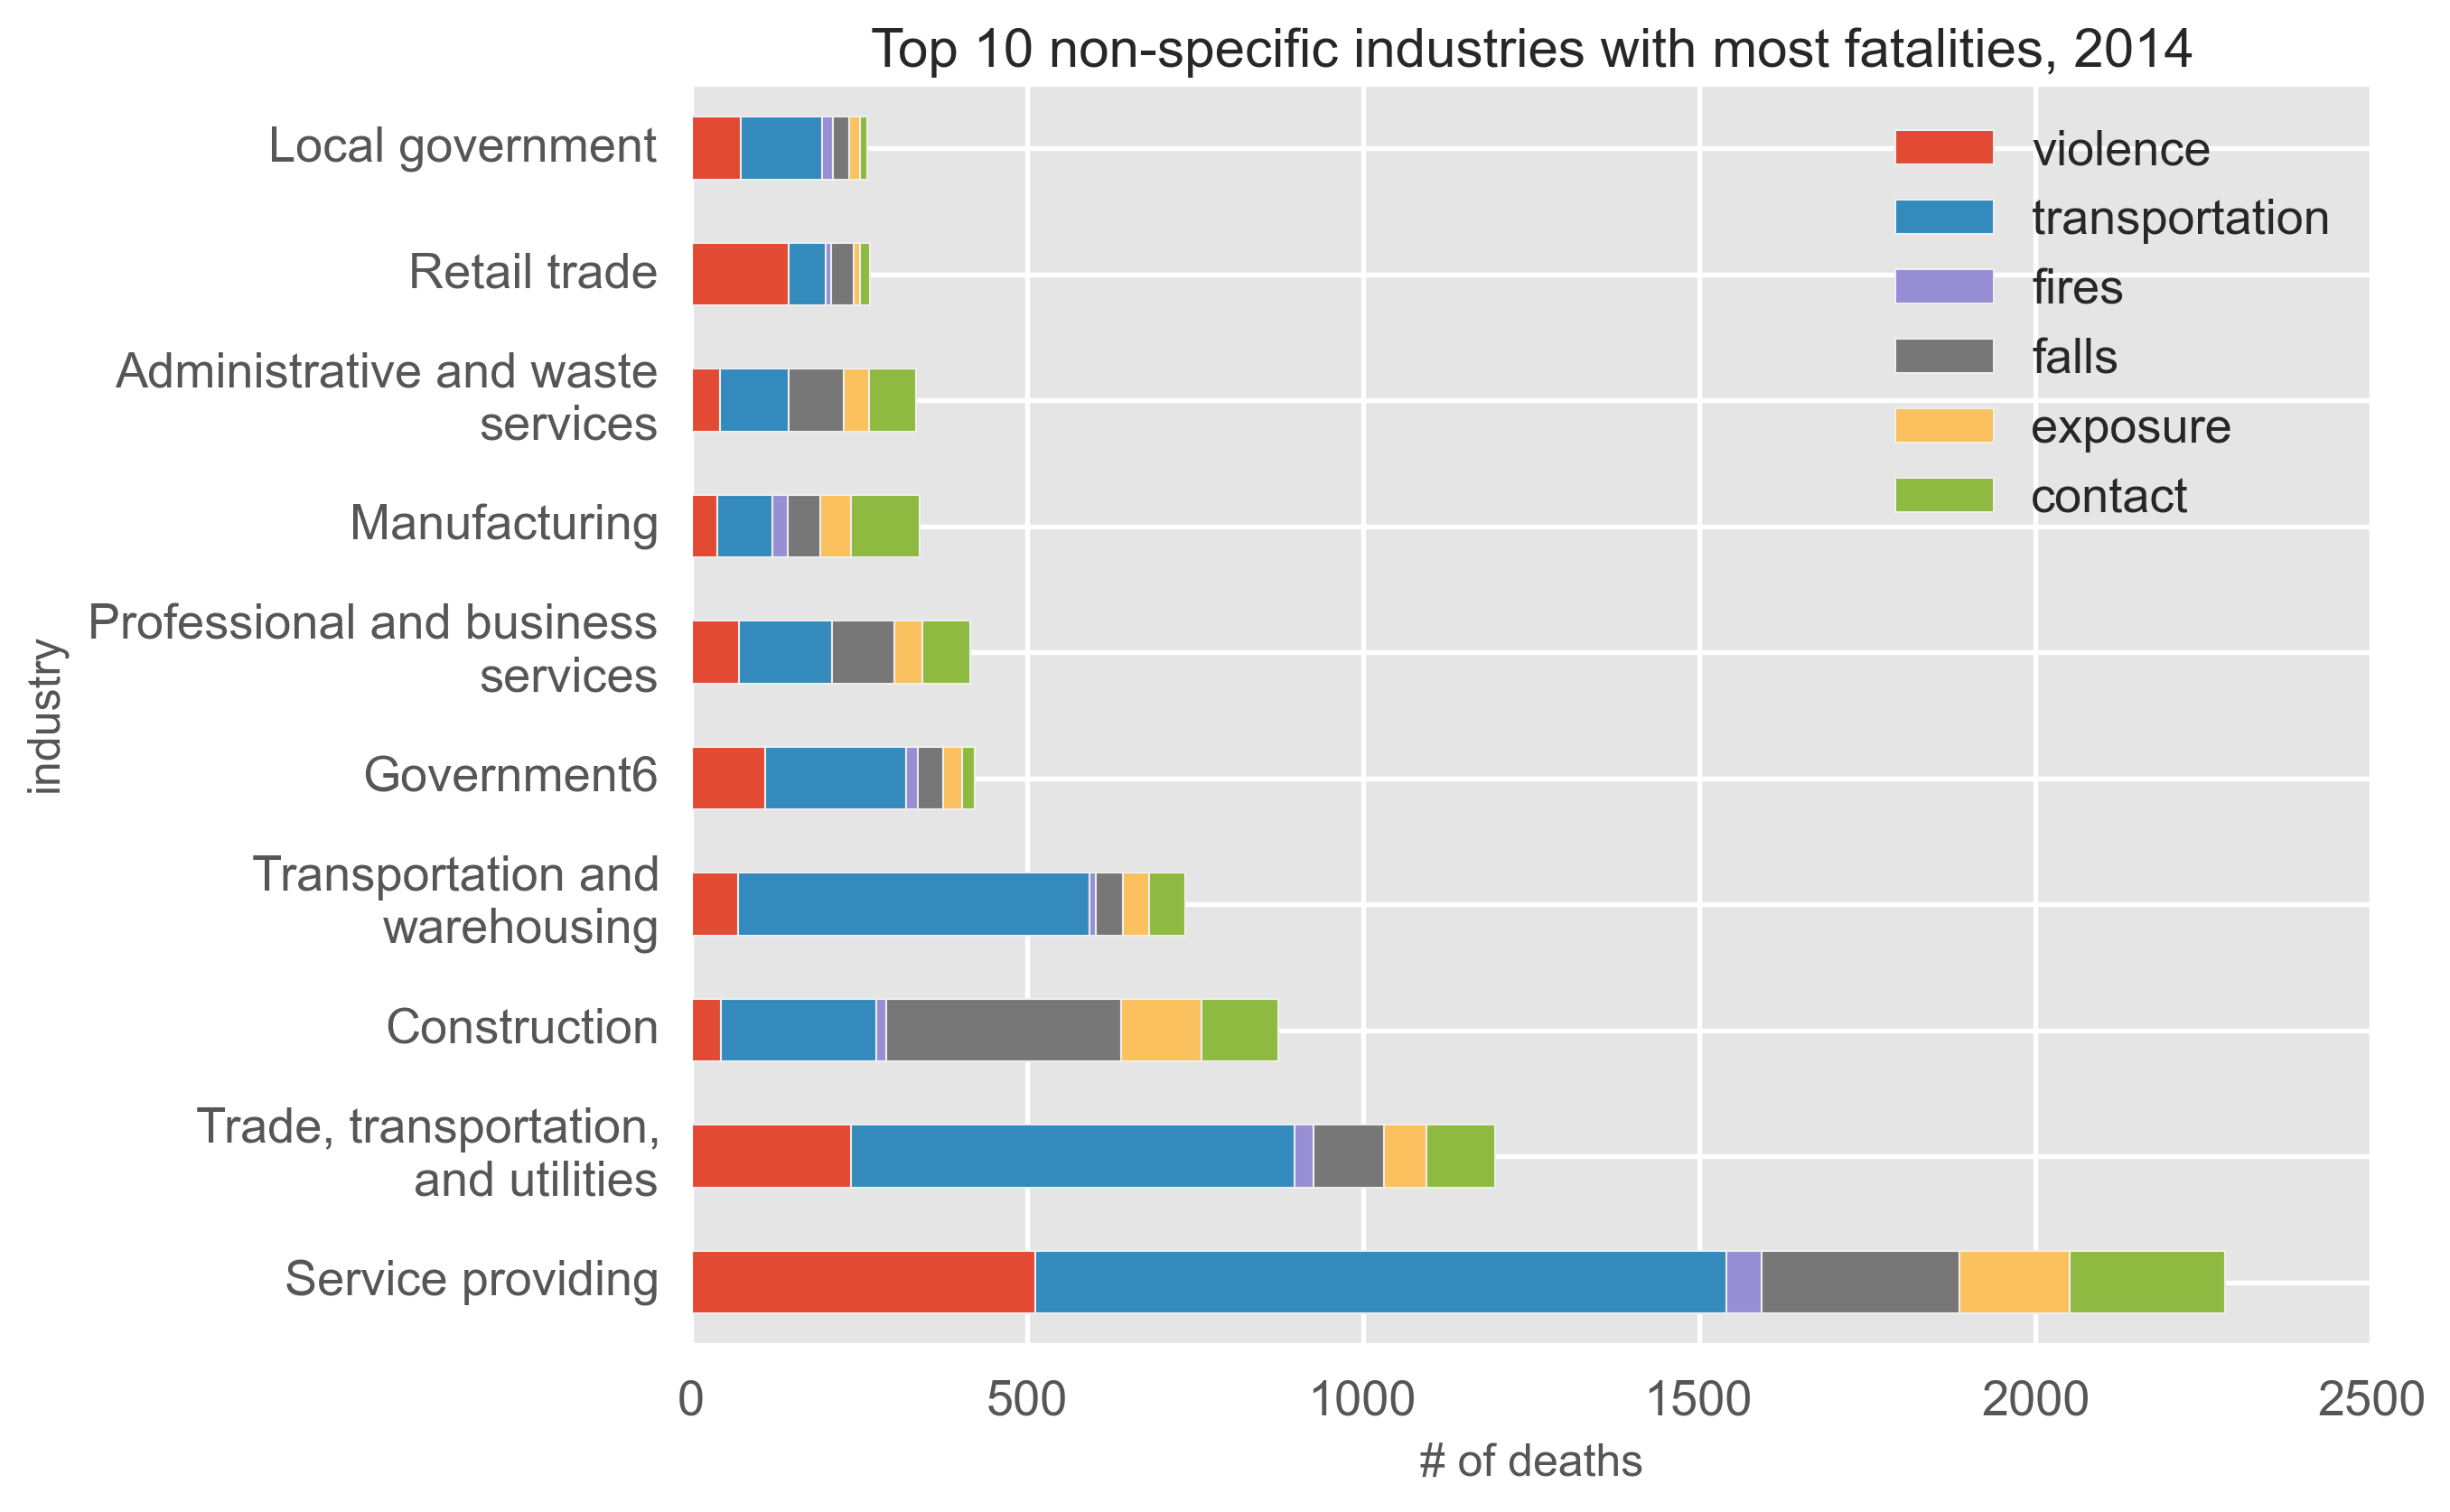 Top 10 non-specific industries with most fatalities, 2014
Local government
Retail trade
Administrative and waste
services
Manufacturing
Professional and business
services
Government6
Transportation and
warehousing
Construction
Trade, transportation,
and utilities
Service providing
industry
violence
transportation
fires
falls
exposure
contact
0 500 1000 1500 2000 2500
# of deaths